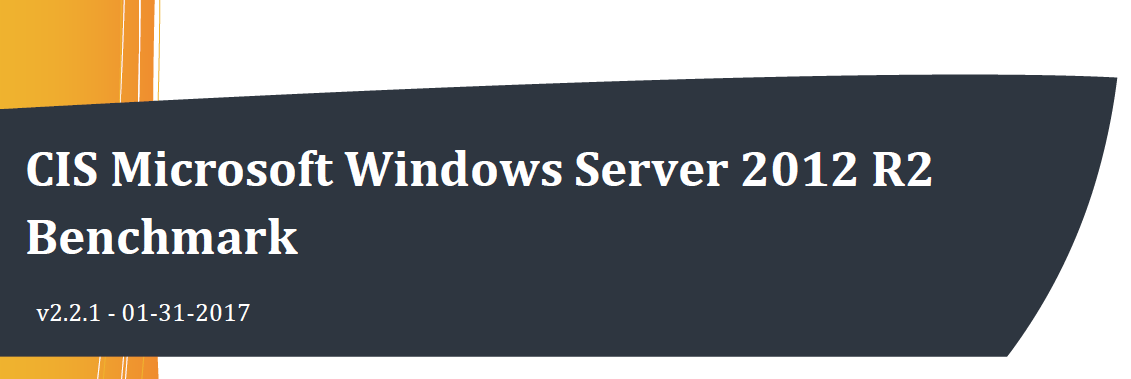 CIS Microsoft Windows Server 2012 R2
Benchmark
v2.2.1 - 01-31-2017